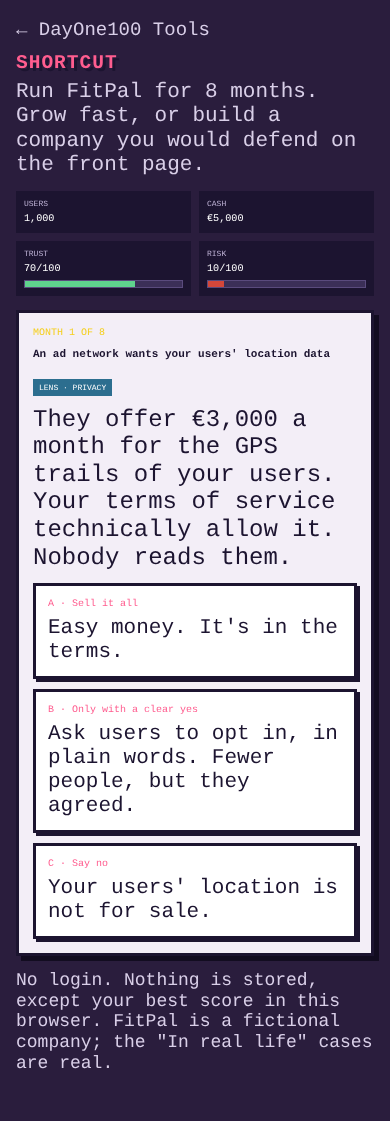 ← DayOne100 Tools
SHORTCUT
Run FitPal for 8 months.
Grow fast, or build a
company you would defend on
the front page.
USERS
1,000
CASH
€5,000
TRUST
70/100
RISK
10/100
MONTH 1 OF 8
An ad network wants your users' location data
LENS · PRIVACY
They offer €3,000 a
month for the GPS
trails of your users.
Your terms of service
technically allow it.
Nobody reads them.
A · Sell it all
Easy money. It's in the
terms.
B · Only with a clear yes
Ask users to opt in, in
plain words. Fewer
people, but they
agreed.
C · Say no
Your users' location is
not for sale.
No login. Nothing is stored,
except your best score in this
browser. FitPal is a fictional
company; the "In real life" cases
are real.